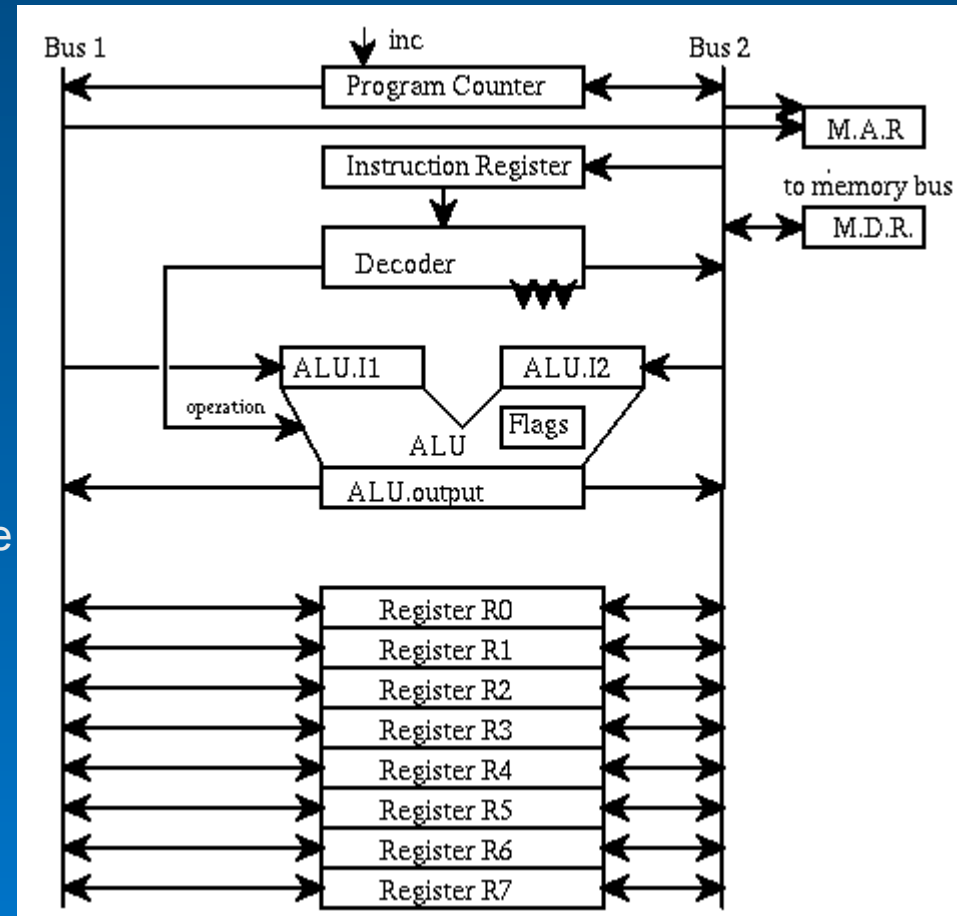 inc
Bus 1
Bus 2
Program Counter
M.A.R
Instruction Register
to memory bus
M.D.R.
Decoder
ALU.I1
ALU.I2
operation
Flags
ALU
ALU.output
e
Register R0
Register R1
Register R2
Register R3
Register R4
Register R5
Register R6
Register R7